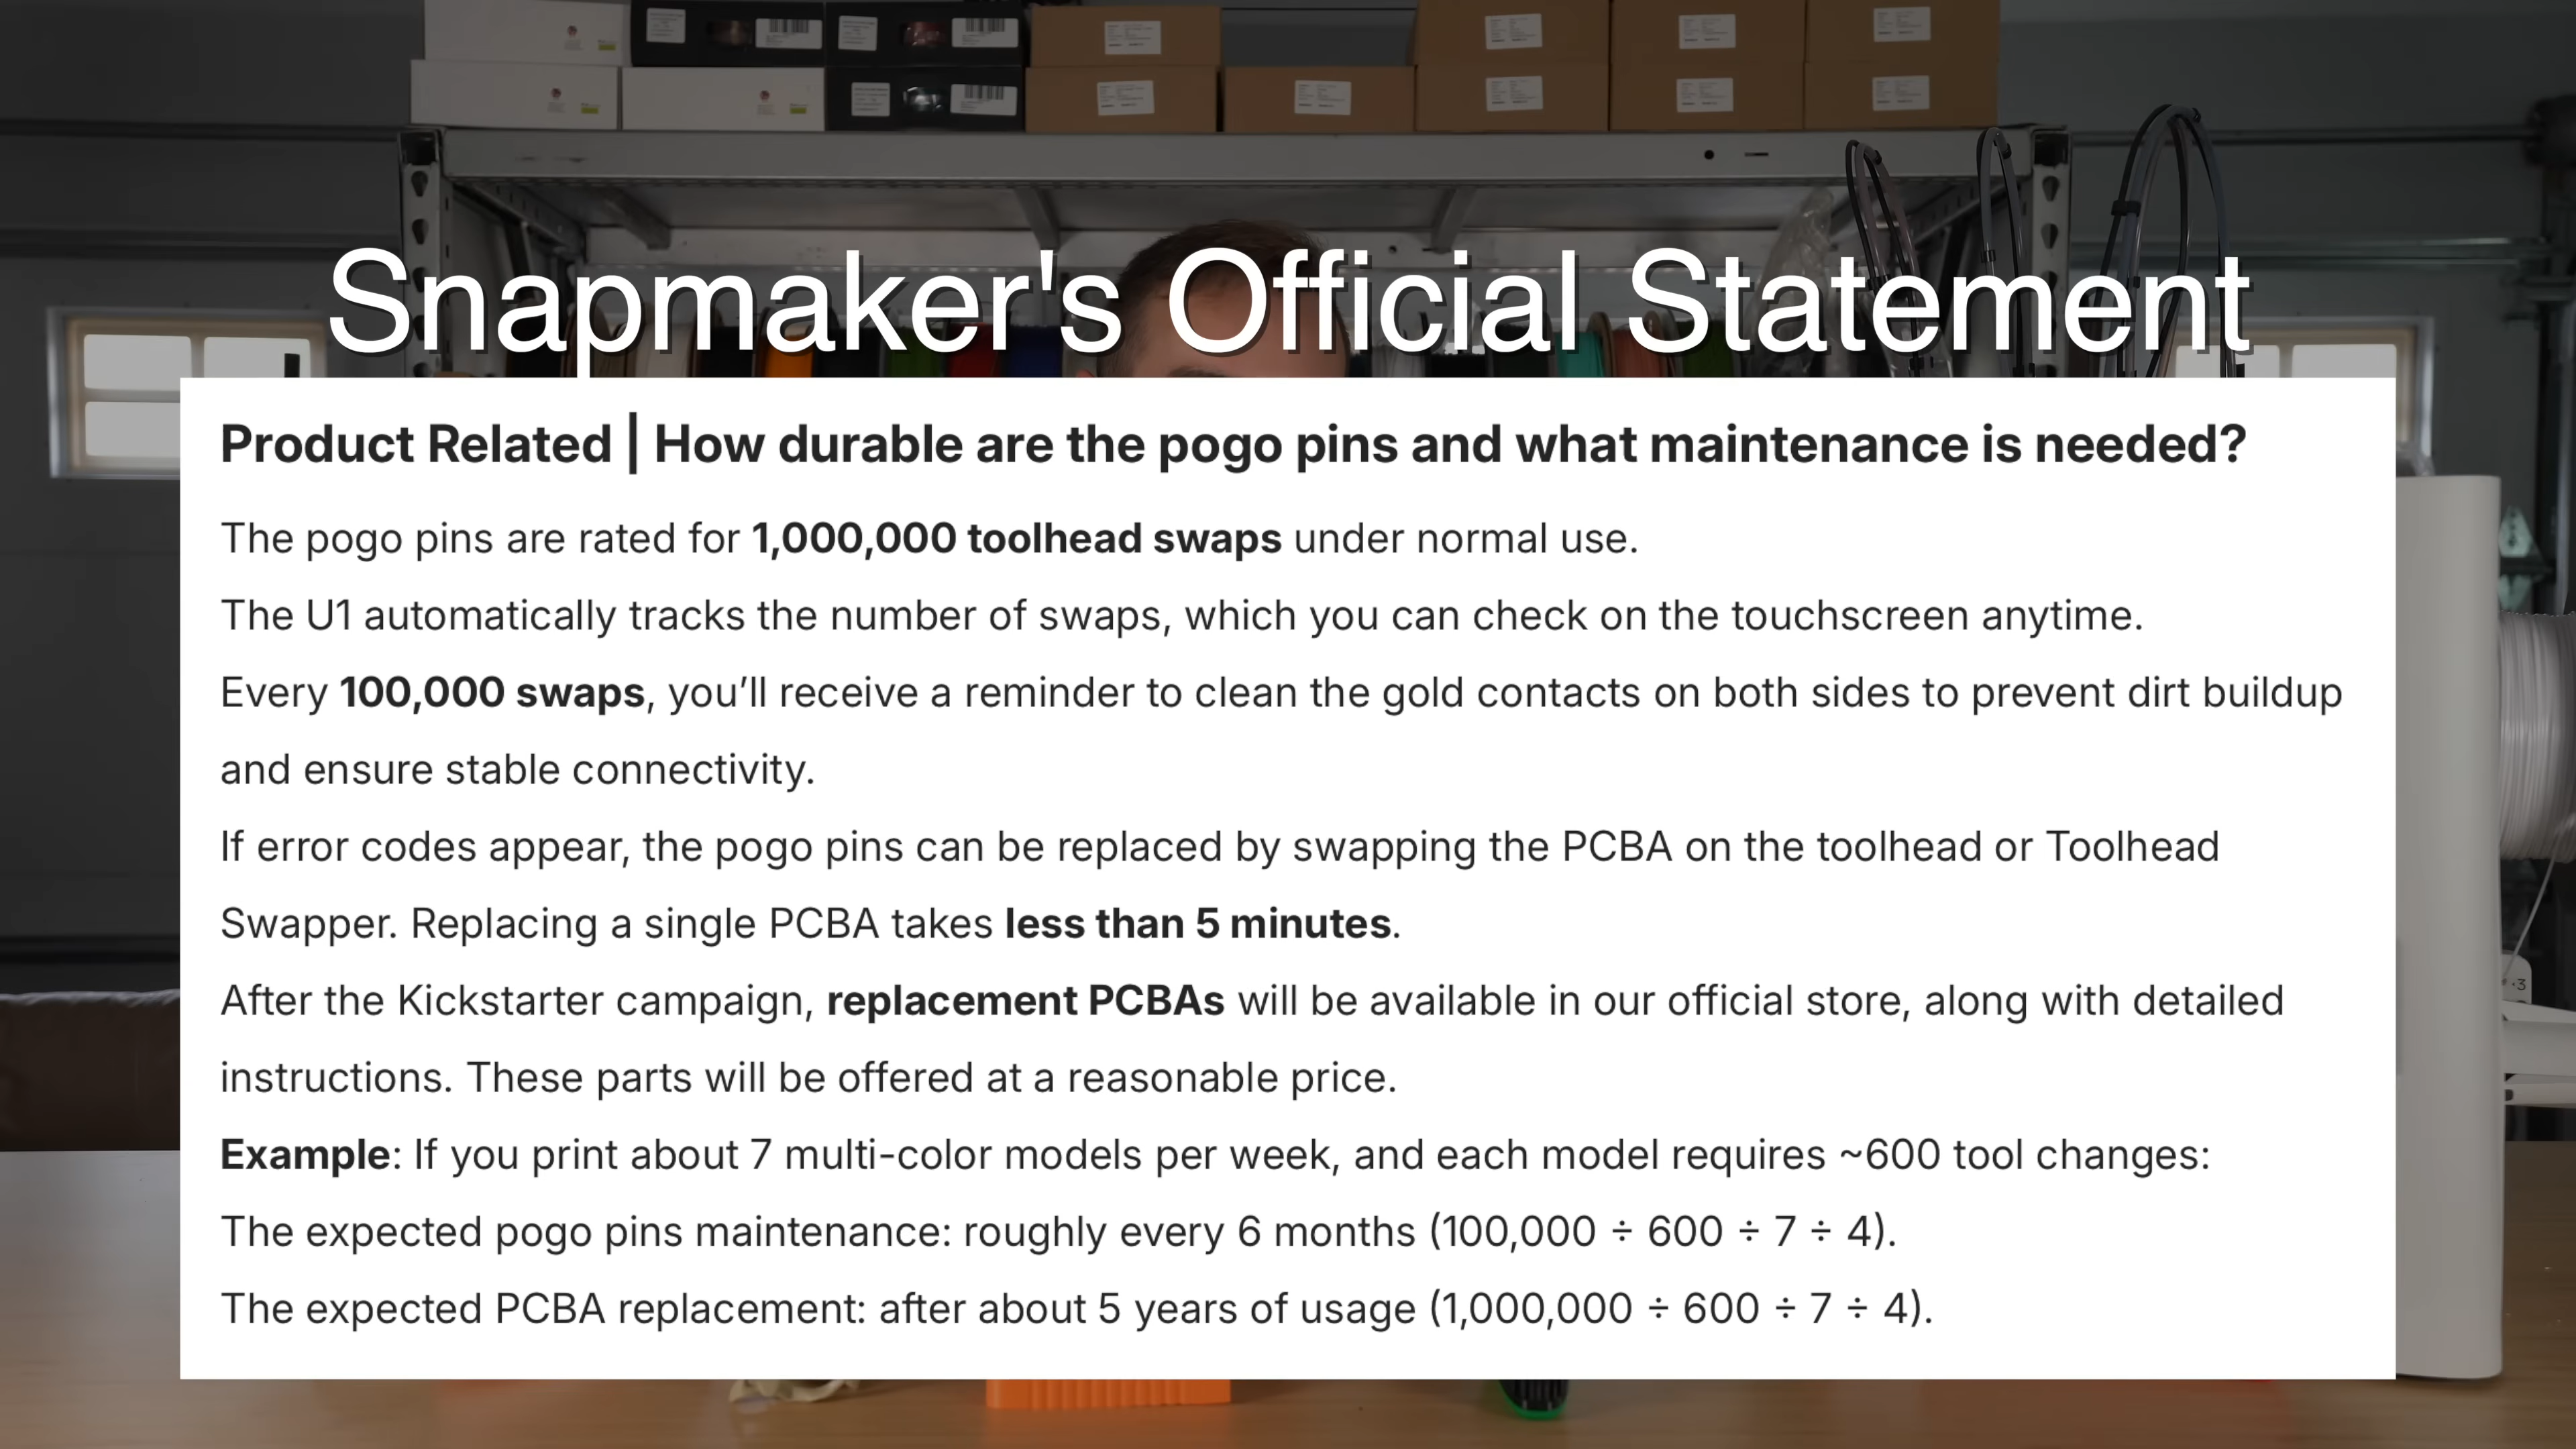 Snapmaker's Official Statement
Product Related | How durable are the pogo pins and what maintenance is needed?
The pogo pins are rated for 1,000,000 toolhead swaps under normal use.
The U1 automatically tracks the number of swaps, which you can check on the touchscreen anytime.
Every 100,000 swaps, you’ll receive a reminder to clean the gold contacts on both sides to prevent dirt buildup
and ensure stable connectivity.
If error codes appear, the pogo pins can be replaced by swapping the PCBA on the toolhead or Toolhead
Swapper. Replacing a single PCBA takes less than 5 minutes.
After the Kickstarter campaign, replacement PCBAs will be available in our official store, along with detailed
instructions. These parts will be offered at a reasonable price.
Example: If you print about 7 multi-color models per week, and each model requires ~600 tool changes:
The expected pogo pins maintenance: roughly every 6 months (100,000 ÷ 600 ÷ 7 ÷ 4).
The expected PCBA replacement: after about 5 years of usage (1,000,000 ÷ 600 ÷ 7 ÷ 4).